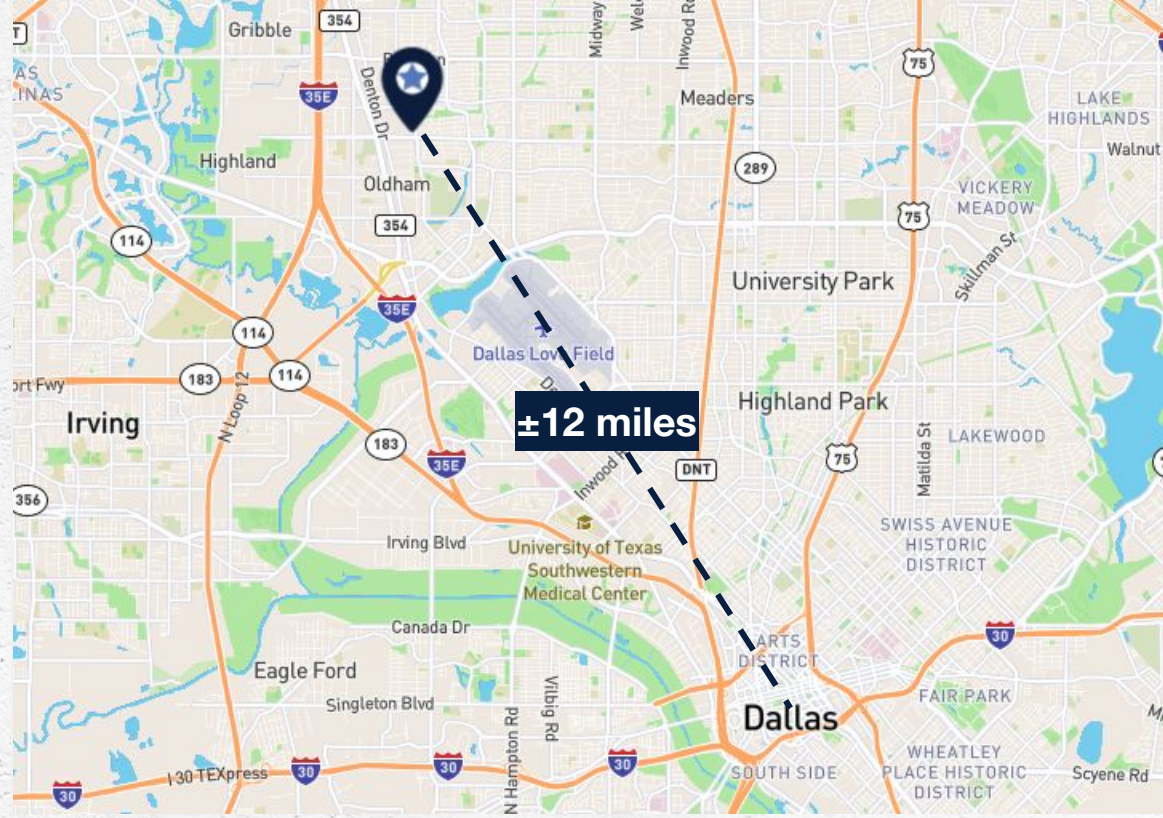 354
Gribble
Midway
Inwood Rd
75
35E
Denton Dr
Meaders
LAKE
HIGHLANDS
Walnut
Highland
289
Oldham
VICKERY
MEADOW
354
75
114
Skillman St
University Park
35E
114
Dallas Love Field
183
114
ort Fwy
N Loop 12
±12 miles
Highland Park
Irving
Matilda St
LAKEWOOD
183
75
35E
DNT
Inwood
356
SWISS AVENUE
HISTORIC
DISTRICT
Irving Blvd
University of Texas
Southwestern
Medical Center
Canada Dr
30
ARTS
DISTRICT
Eagle Ford
FAIR PARK
Singleton Blvd
Vilbig Rd
N Hampton Rd
Dallas
WHEATLEY
PLACE HISTORIC
DISTRICT
SOUTH SIDE
Scyene Rd
I 30 TEXpress
30
30
30
30